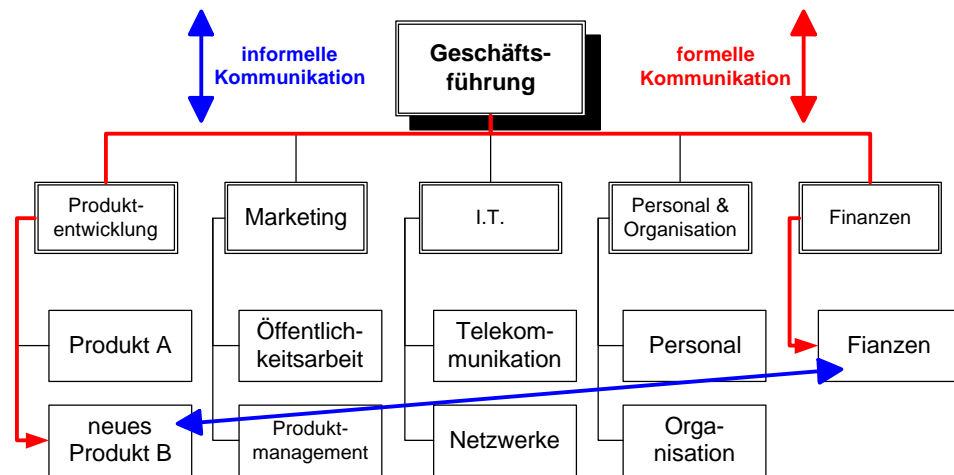 informelle
Kommunikation
Geschäfts-
führung
formelle
Kommunikation
Produkt-
entwicklung
Marketing
I.T.
Personal &
Organisation
Finanzen
Produkt A
Öffentlich-
keitsarbeit
Telekom-
munikation
Personal
Fianzen
neues
Produkt B
Produkt-
management
Netzwerke
Orga-
nisation